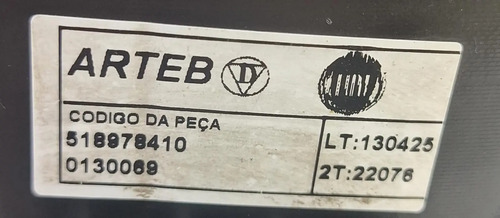 ARTEB D
CODIGO DA PEÇA
518978410
0130069
LT:130425
2T:22076